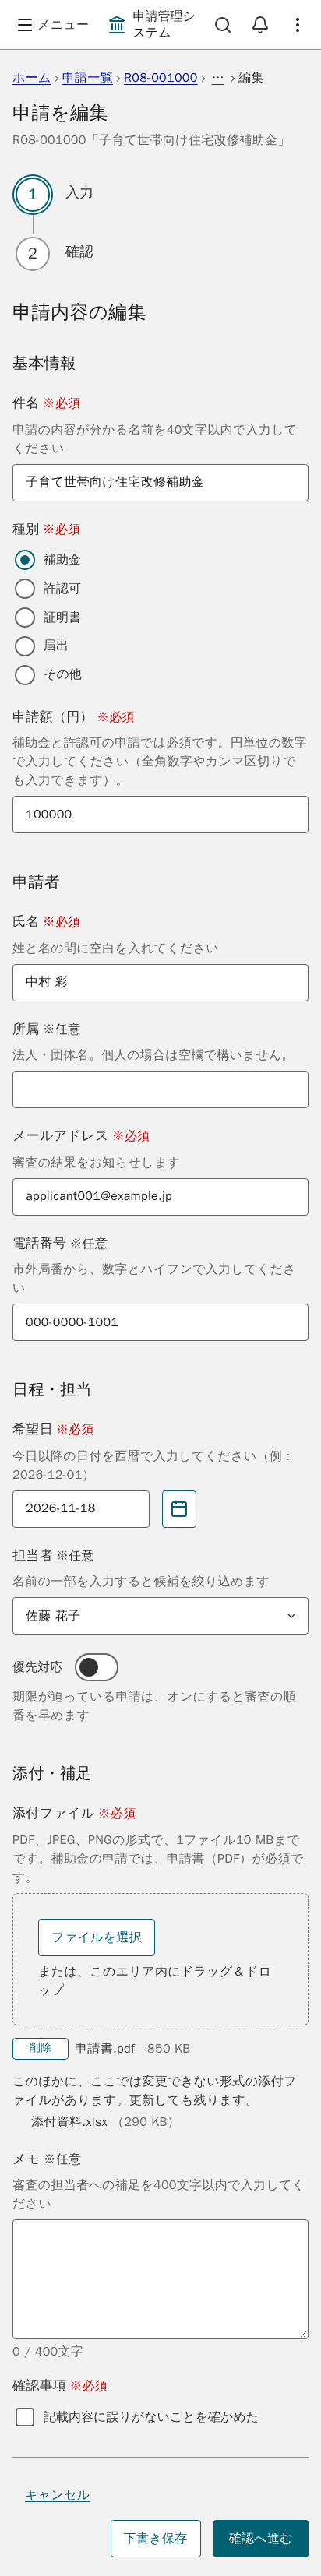 メニュー
申請管理シ
ステム
ホーム › 申請一覧 › R08-001000 › … › 編集
申請を編集
R08-001000「子育て世帯向け住宅改修補助金」
1 入力
2 確認
申請内容の編集
基本情報
件名 ※必須
申請の内容が分かる名前を40文字以内で入力して
ください
子育て世帯向け住宅改修補助金
種別 ※必須
補助金
許認可
証明書
届出
その他
申請額（円） ※必須
補助金と許認可の申請では必須です。円単位の数字
で入力してください（全角数字やカンマ区切りで
も入力できます）。
100000
申請者
氏名 ※必須
姓と名の間に空白を入れてください
中村 彩
所属 ※任意
法人・団体名。個人の場合は空欄で構いません。
メールアドレス ※必須
審査の結果をお知らせします
applicant001@example.jp
電話番号 ※任意
市外局番から、数字とハイフンで入力してくださ
い
000-0000-1001
日程・担当
希望日 ※必須
今日以降の日付を西暦で入力してください（例：
2026-12-01）
2026-11-18
担当者 ※任意
名前の一部を入力すると候補を絞り込めます
佐藤 花子
優先対応
期限が迫っている申請は、オンにすると審査の順
番を早めます
添付・補足
添付ファイル ※必須
PDF、JPEG、PNGの形式で、1ファイル10 MBまで
です。補助金の申請では、申請書（PDF）が必須で
す。
ファイルを選択
または、このエリア内にドラッグ＆ドロ
ップ
削除 申請書.pdf 850 KB
このほかに、ここでは変更できない形式の添付フ
ァイルがあります。更新しても残ります。
添付資料.xlsx （290 KB）
メモ ※任意
審査の担当者への補足を400文字以内で入力してく
ださい
0 / 400文字
確認事項 ※必須
記載内容に誤りがないことを確かめた
キャンセル
下書き保存
確認へ進む